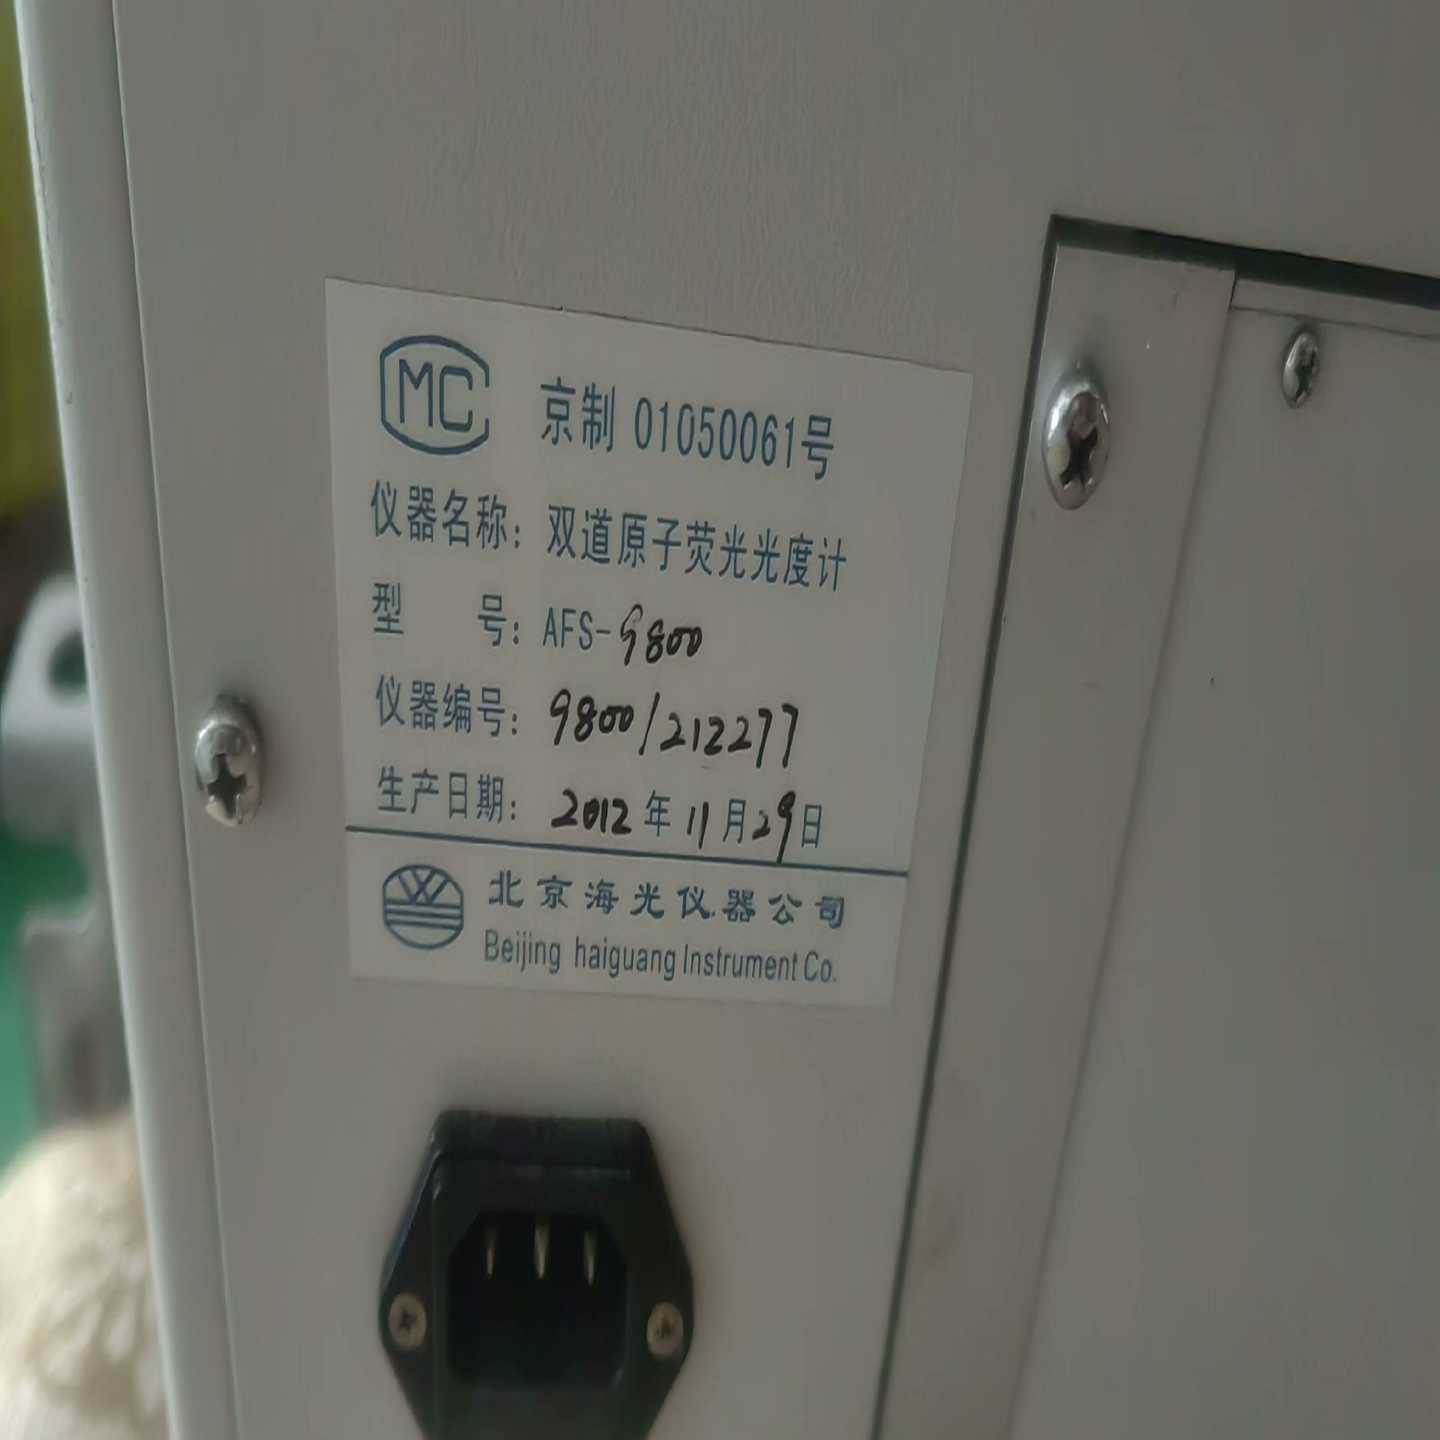 MC 京制 01050061号
仪器名称：双道原子荧光光度计
型 号：AFS-9800
仪器编号：9800/212277
生产日期：2012年11月29日
北京海光仪器公司
Beijing haiguang Instrument Co.